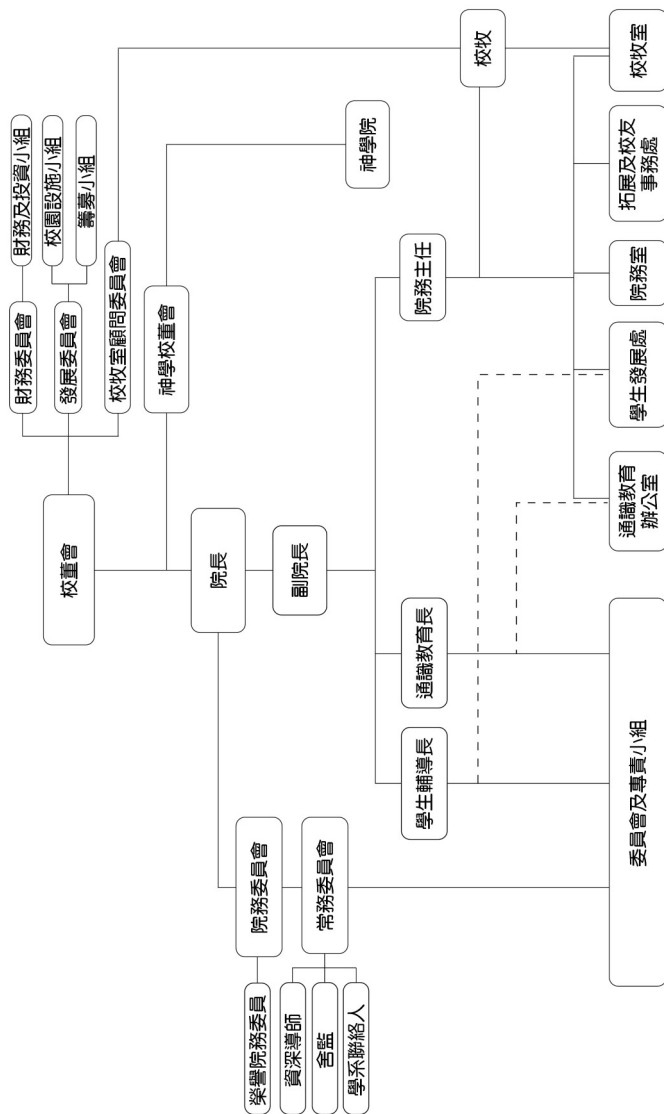 校董會
財務委員會
財務及投資小組
發展委員會
校園設施小組
籌募小組
校牧室顧問委員會
神學校董會
神學院
院長
副院長
院務委員會
榮譽院務委員
常務委員會
資深導師
舍監
學系聯絡人
學生輔導長
通識教育長
院務主任
校牧
委員會及專責小組
通識教育
辦公室
學生發展處
院務室
拓展及校友
事務處
校牧室